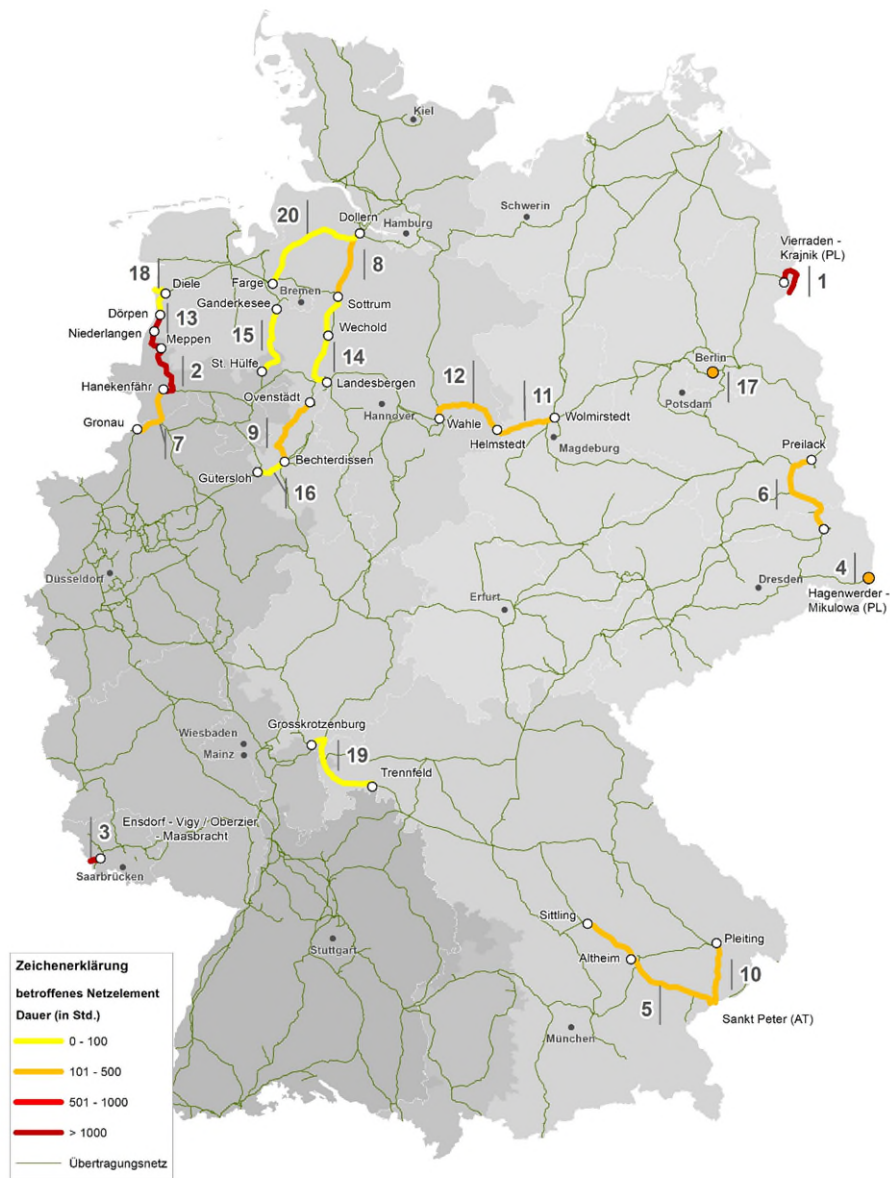 Kiel
20
Dollern
Hamburg
Schwerin
Vierraden -
Krajnik (PL)
18
Diele
Farge
Bremen
8
1
Dörpen
13
Ganderkesee
Sottrum
Niederlangen
Meppen
15
Wechold
Berlin
2
St. Hülfe
14
12
17
Hanekenfähr
Landesbergen
11
Ovenstädt
Potsdam
Gronau
Hannover
Wahle
Wolmirstedt
9
Helmstedt
Magdeburg
Preilack
7
Bechterdissen
Gutersloh
16
6
Düsseldorf
4
Dresden
Erfurt
Hagenwerder -
Mikulowa (PL)
Grosskrotzenburg
Wiesbaden
Mainz
19
Trennfeld
3
Ensdorf - Vigy / Oberzier
- Maasbracht
Saarbrücken
Sittling
Stuttgart
Pleiting
Altheim
10
5
Sankt Peter (AT)
München
Zeichenerklärung
betroffenes Netzelement
Dauer (in Std.)
0 - 100
101 - 500
501 - 1000
> 1000
Übertragungsnetz